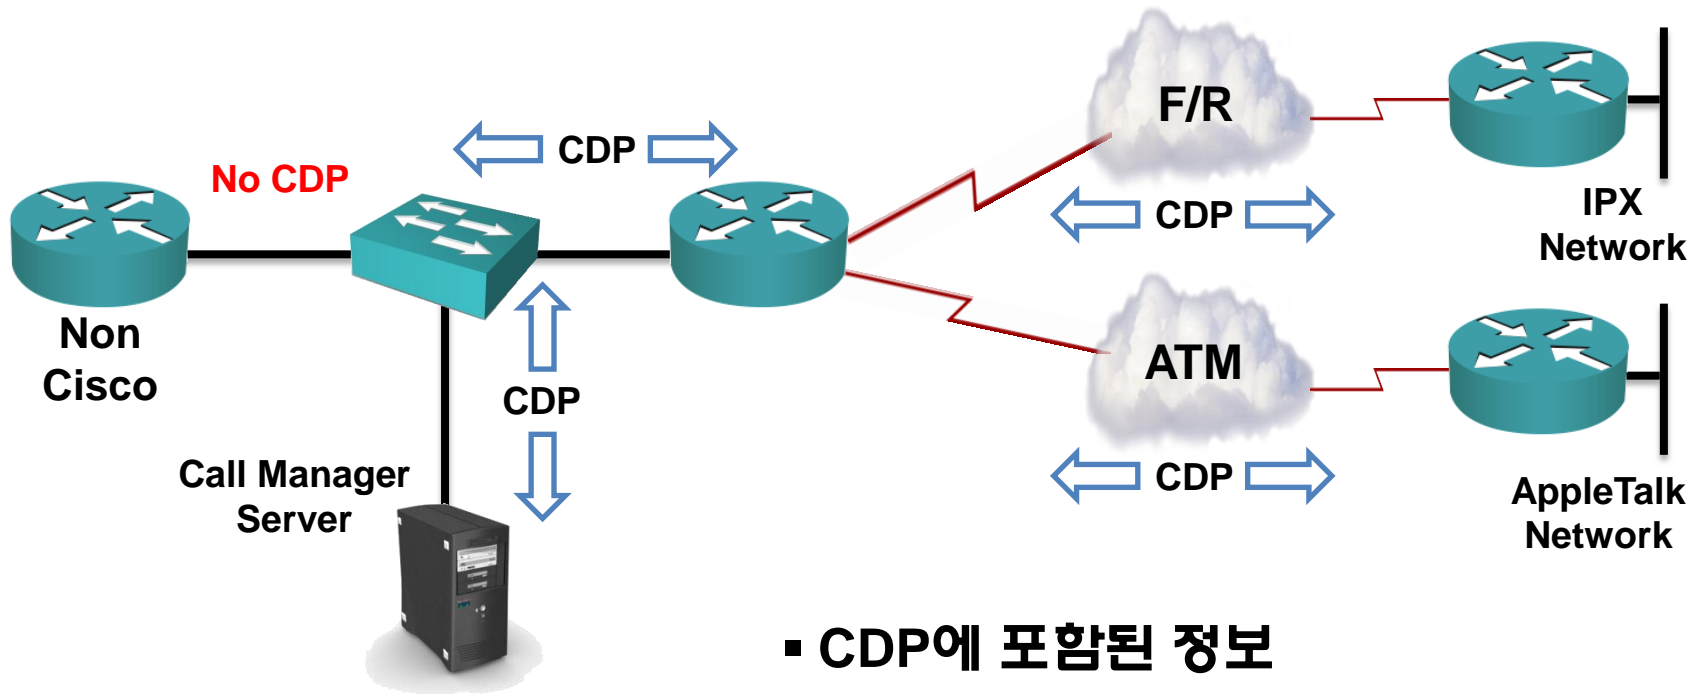 F/R
CDP
No CDP
CDP
IPX
Network
Non
Cisco
ATM
CDP
Call Manager
Server
CDP
AppleTalk
Network
▪ CDP에 포함된 정보